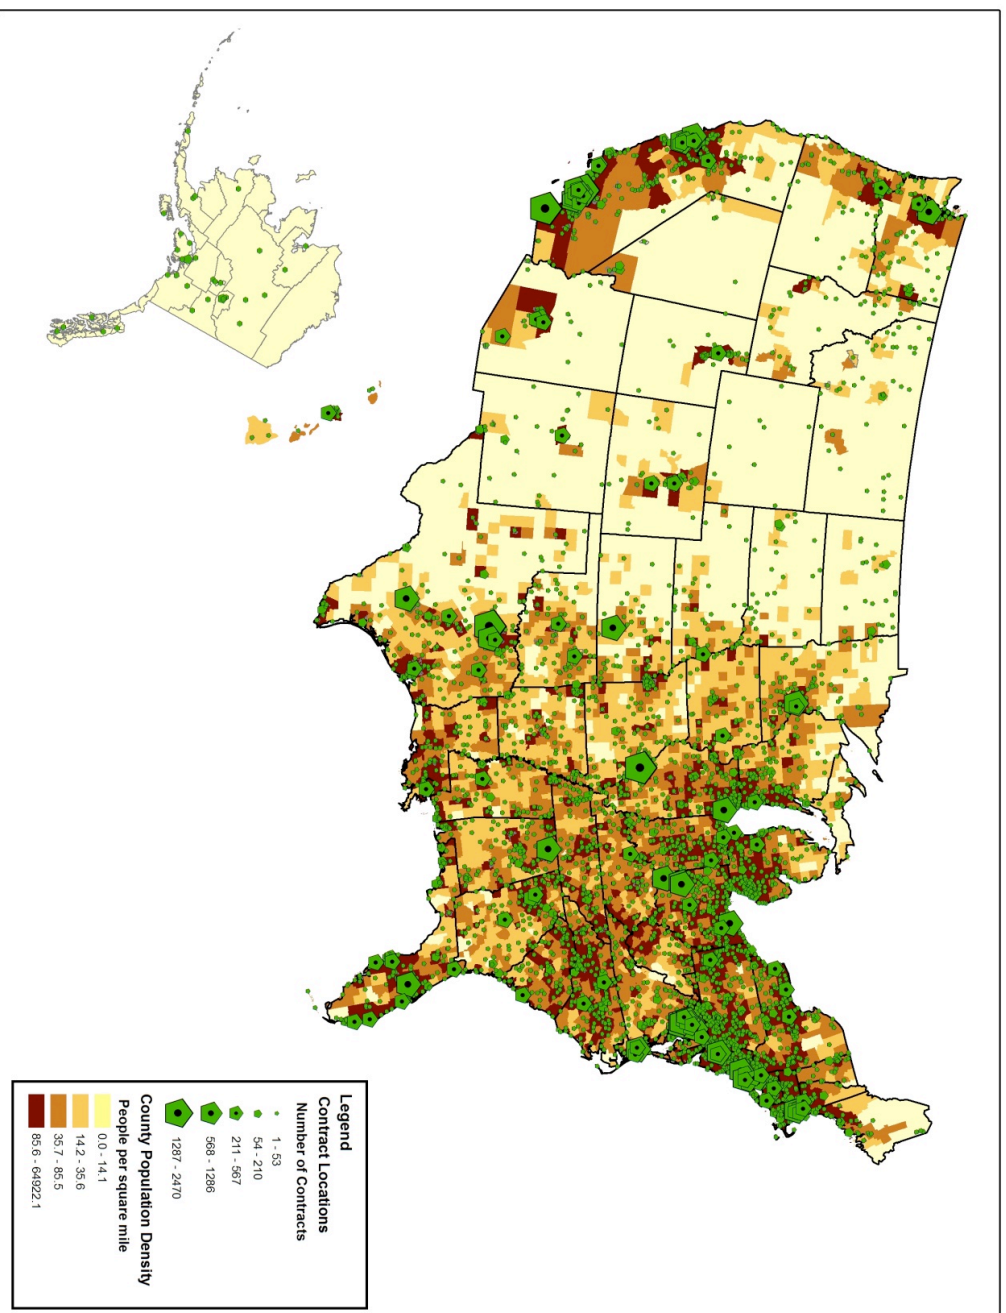 Legend
Contract Locations
Number of Contracts
1 - 53
54 - 210
211 - 567
568 - 1286
1287 - 2470
County Population Density
People per square mile
0.0 - 14.1
14.2 - 35.6
35.7 - 85.5
85.6 - 64922.1